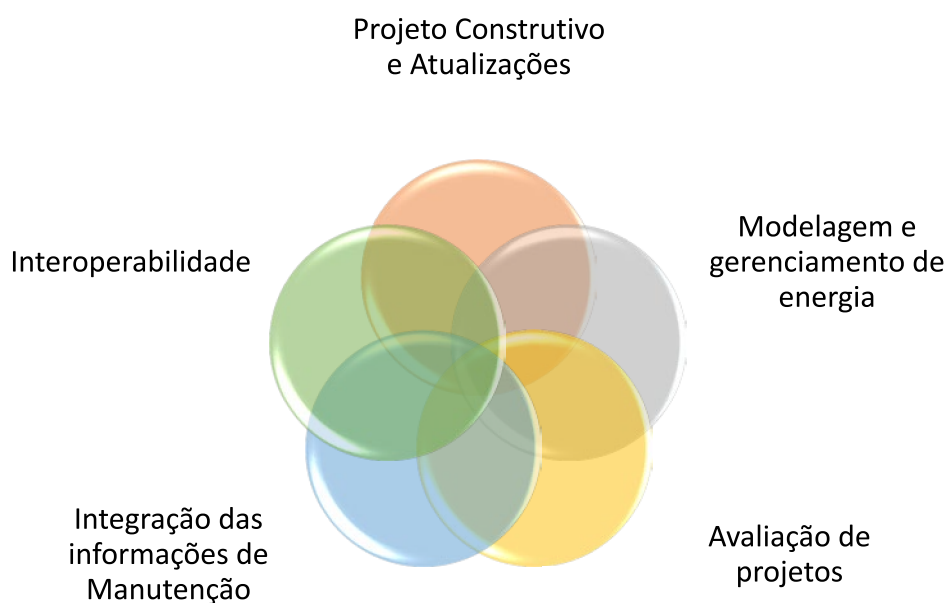 Projeto Construtivo
e Atualizações
Interoperabilidade
Modelagem e
gerenciamento de
energia
Integração das
informações de
Manutenção
Avaliação de
projetos